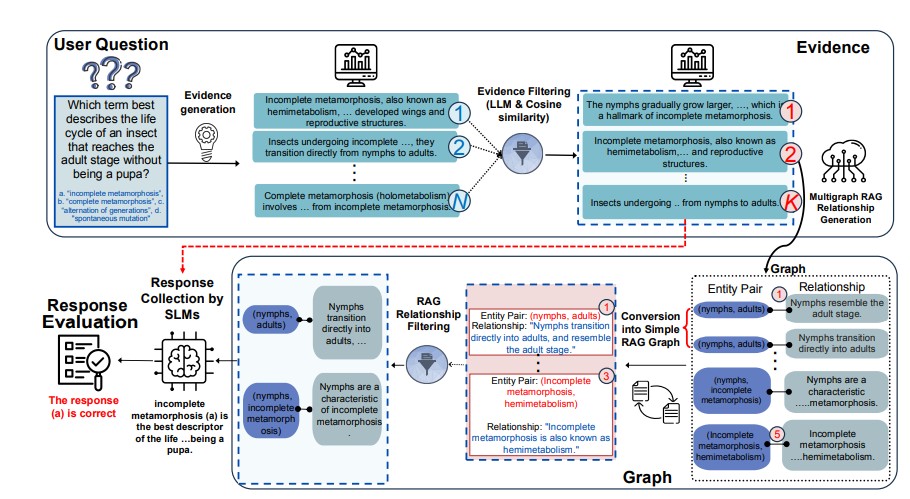 User Question
???
Which term best
describes the life
cycle of an insect
that reaches the
adult stage without
being a pupa?
a. "incomplete metamorphosis",
b. "complete metamorphosis", c.
"alternation of generations", d.
"spontaneous mutation"
Evidence
generation
Incomplete metamorphosis, also known as
hemimetabolism, … developed wings and
reproductive structures.
1
Insects undergoing incomplete …, they
transition directly from nymphs to adults.
2
Complete metamorphosis (holometabolism)
involves … from incomplete metamorphosis.
N
Evidence Filtering
(LLM & Cosine
similarity)
Evidence
The nymphs gradually grow larger, …, which i
a hallmark of incomplete metamorphosis.
1
Incomplete metamorphosis, also known as
hemimetabolism,… and reproductive
structures.
2
Insects undergoing .. from nymphs to adults.
K
Multigraph RAG
Relationship
Generation
Graph
Entity Pair
Relationship
1
(nymphs, adults)
Nymphs resemble the
adult stage.
(nymphs, adults)
Nymphs transition
directly into adults
(nymphs,
incomplete
metamorphosis)
Nymphs are a
characteristic
…..metamorphosis.
(Incomplete
metamorphosis,
hemimetabolism)
5
Incomplete
metamorphosis
….hemimetabolism.
Conversion
into Simple
RAG Graph
1
Entity Pair: (nymphs, adults)
Relationship: "Nymphs transition
directly into adults, and resemble
the adult stage."
3
Entity Pair: (Incomplete
metamorphosis,
hemimetabolism)
Relationship: "Incomplete
metamorphosis is also known as
hemimetabolism."
RAG
Relationship
Filtering
(nymphs,
adults)
Nymphs
transition
directly into
adults, …
(nymphs,
incomplete
metamorph
osis)
Nymphs are a
characteristic
of incomplete
metamorphosis
.
Graph
Response
Collection by
SLMs
incomplete
metamorphosis (a) is
the best descriptor
of the life …being a
pupa.
Response
Evaluation
The response
(a) is correct